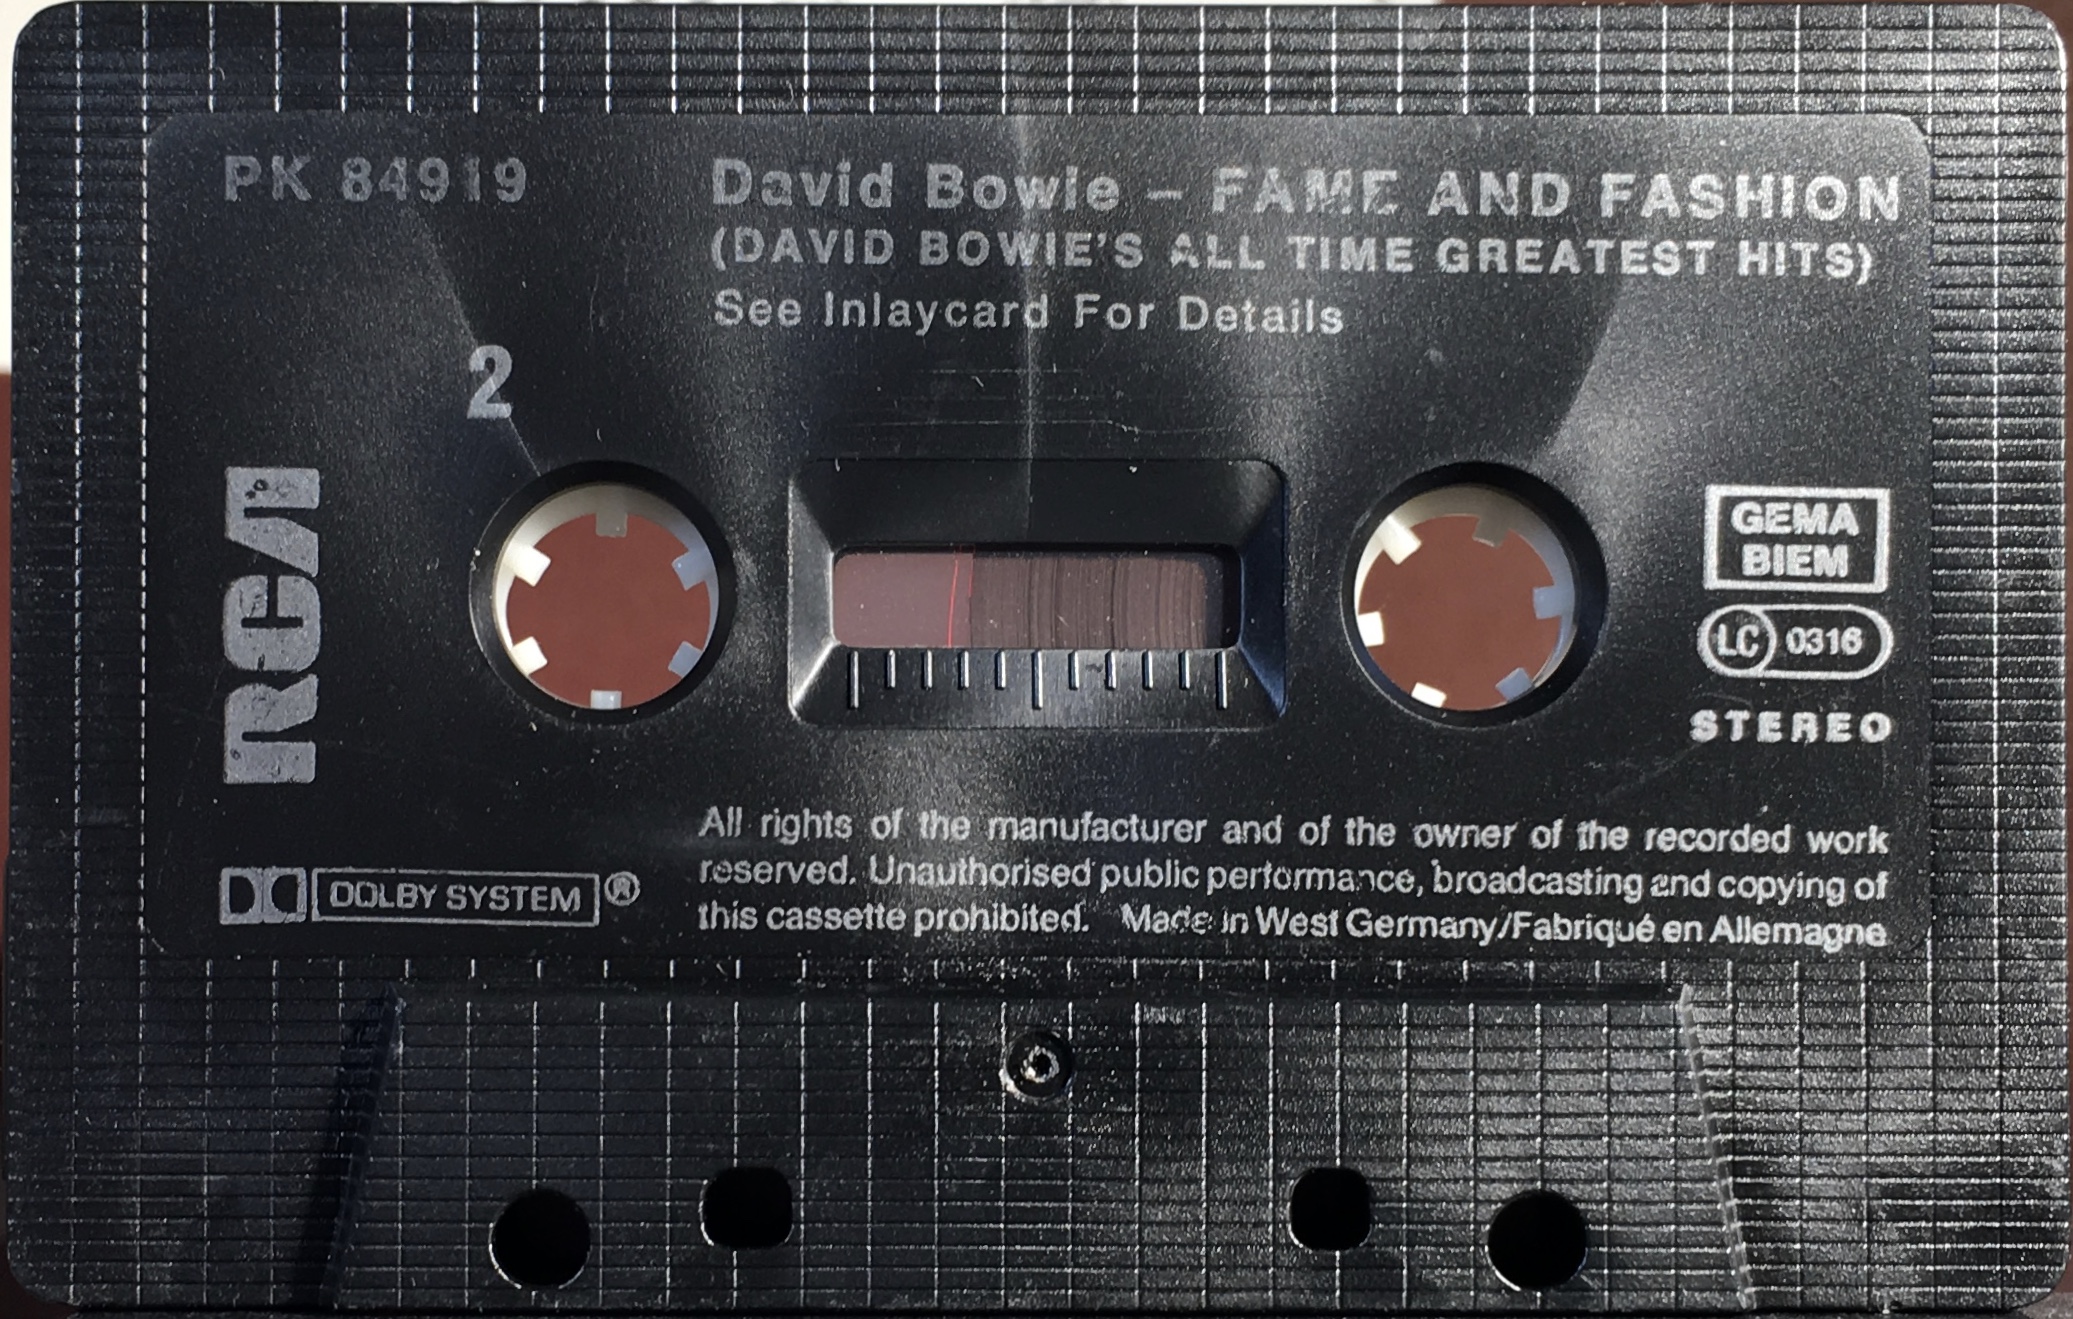 PK 84919
David Bowie – FAME AND FASHION
(DAVID BOWIE'S ALL TIME GREATEST HITS)
See Inlaycard For Details
2
RCA
GEMA
BIEM
LC 0316
STEREO
DOLBY SYSTEM ®
All rights of the manufacturer and of the owner of the recorded work
reserved. Unauthorised public performance, broadcasting and copying of
this cassette prohibited. Made in West Germany/Fabriqué en Allemagne